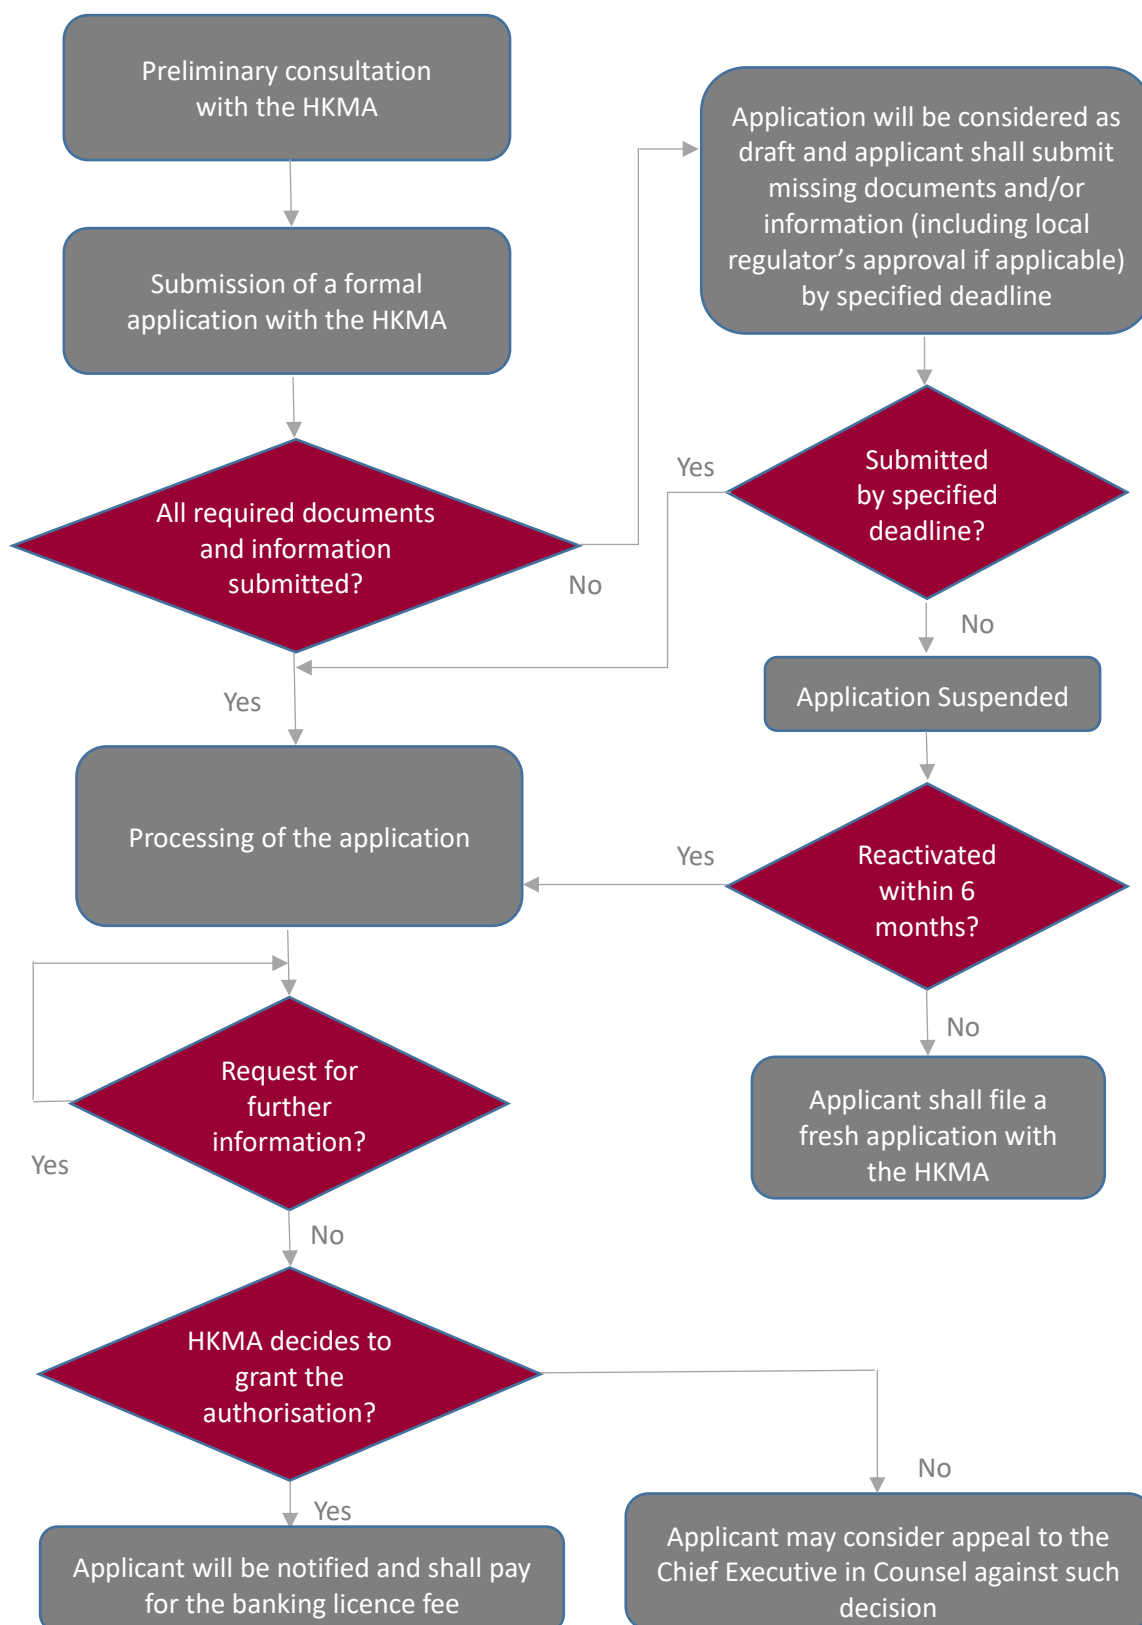 Preliminary consultation
with the HKMA
Submission of a formal
application with the HKMA
All required documents
and information
submitted?
No
Yes
Application will be considered as
draft and applicant shall submit
missing documents and/or
information (including local
regulator's approval if applicable)
by specified deadline
Submitted
by specified
deadline?
Yes
No
Application Suspended
Reactivated
within 6
months?
Yes
No
Applicant shall file a
fresh application with
the HKMA
Processing of the application
Request for
further
information?
Yes
No
HKMA decides to
grant the
authorisation?
Yes
No
Applicant will be notified and shall pay
for the banking licence fee
Applicant may consider appeal to the
Chief Executive in Counsel against such
decision